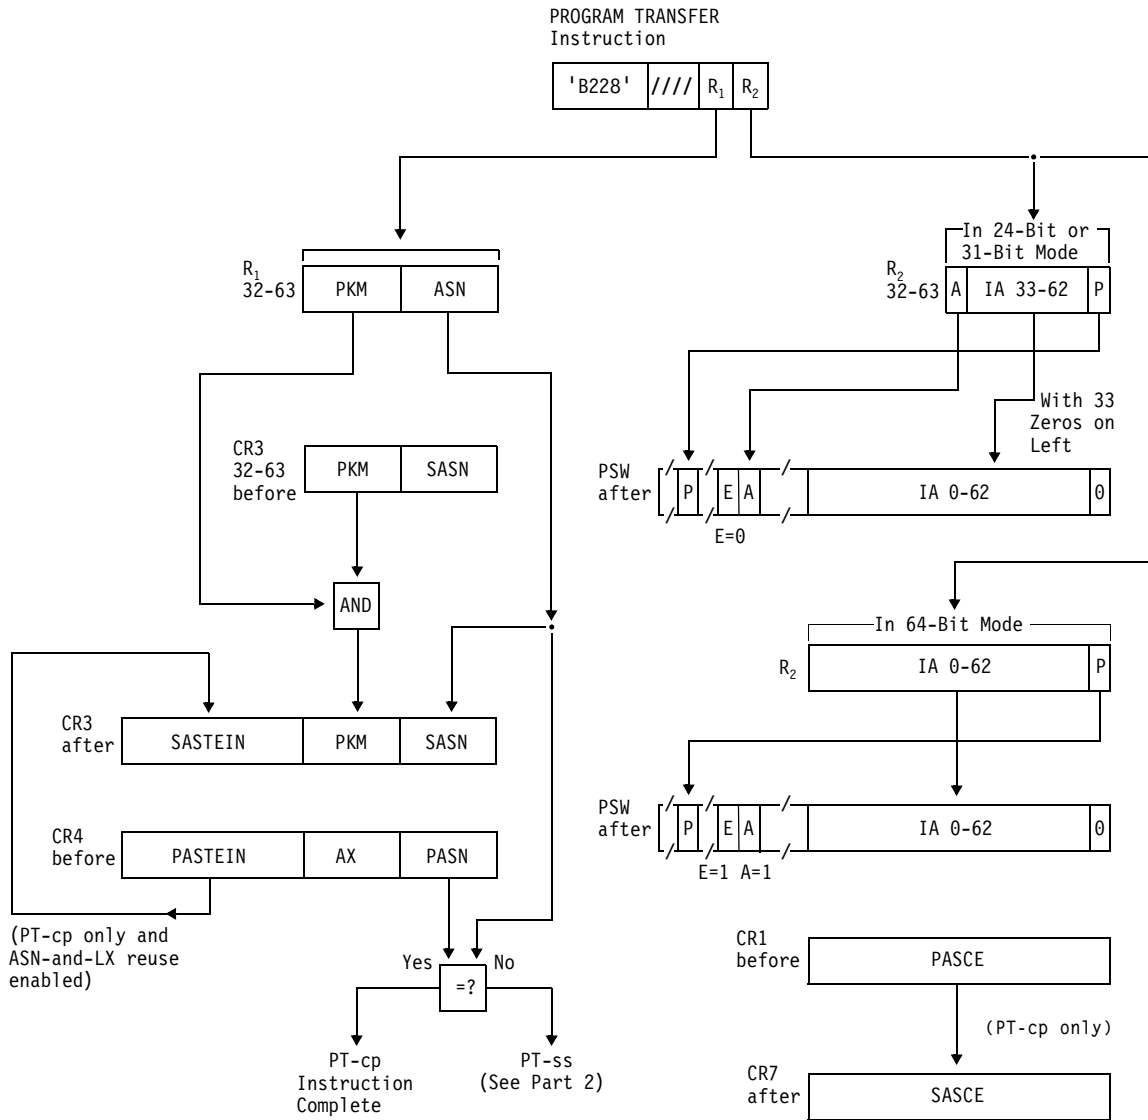 PROGRAM TRANSFER
Instruction
'B228' //// R1 R2
In 24-Bit or
31-Bit Mode
R1
32-63
PKM ASN
R2
32-63
A IA 33-62 P
With 33
Zeros on
Left
CR3
32-63
before
PKM SASN
PSW
after
P E A IA 0-62 0
E=0
AND
In 64-Bit Mode
R2
IA 0-62 P
CR3
after
SASTEIN PKM SASN
PSW
after
P E A IA 0-62 0
E=1 A=1
CR4
before
PASTEIN AX PASN
(PT-cp only and
ASN-and-LX reuse
enabled)
Yes No
=?
CR1
before
PASCE
(PT-cp only)
PT-cp
Instruction
Complete
PT-ss
(See Part 2)
CR7
after
SASCE